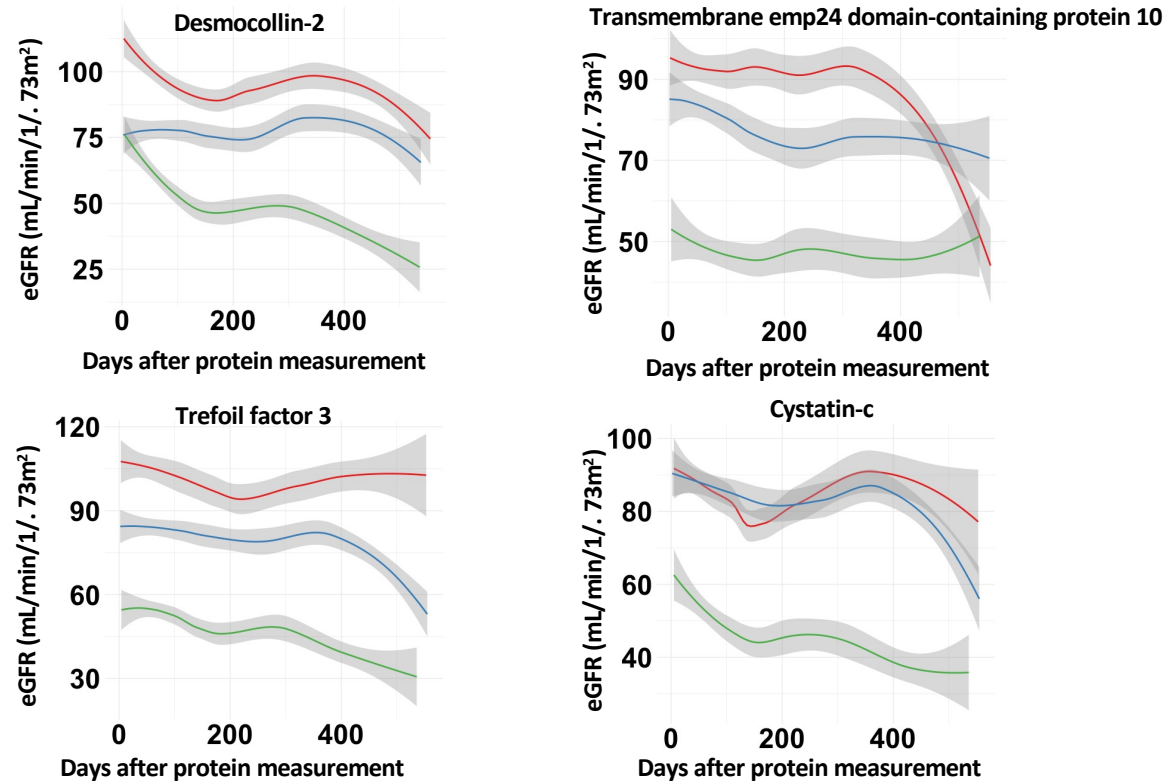 Desmocollin-2
eGFR (mL/min/1/. 73m²)
100
75
50
25
0 200 400
Days after protein measurement
Transmembrane emp24 domain-containing protein 10
eGFR (mL/min/1/. 73m²)
90
70
50
0 200 400
Days after protein measurement
Trefoil factor 3
eGFR (mL/min/1/. 73m²)
120
90
60
30
0 200 400
Days after protein measurement
Cystatin-c
eGFR (mL/min/1/. 73m²)
100
80
60
40
0 200 400
Days after protein measurement